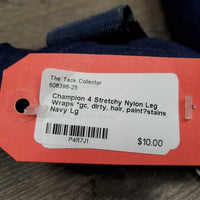 The Tack Collector
608398-25
Champion 4 Stretchy Nylon Leg
Wraps *gc, dirty, hair, paint?stains
Navy Lg
P4R7J1
$10.00